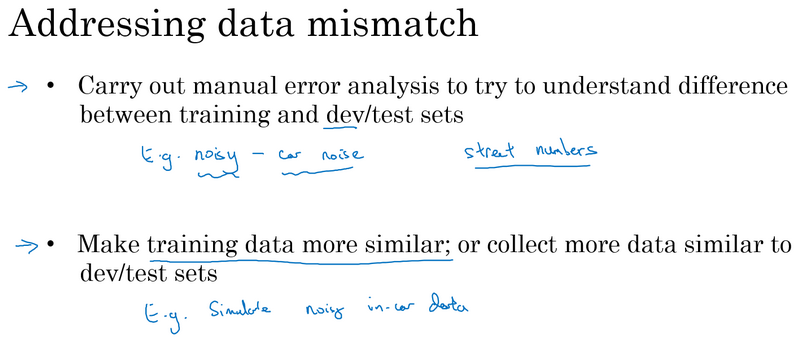 Addressing data mismatch
→ • Carry out manual error analysis to try to understand difference
between training and dev/test sets
E.g. noisy - car noise street numbers
→ • Make training data more similar; or collect more data similar to
dev/test sets
E.g. Simulate noisy in-car data